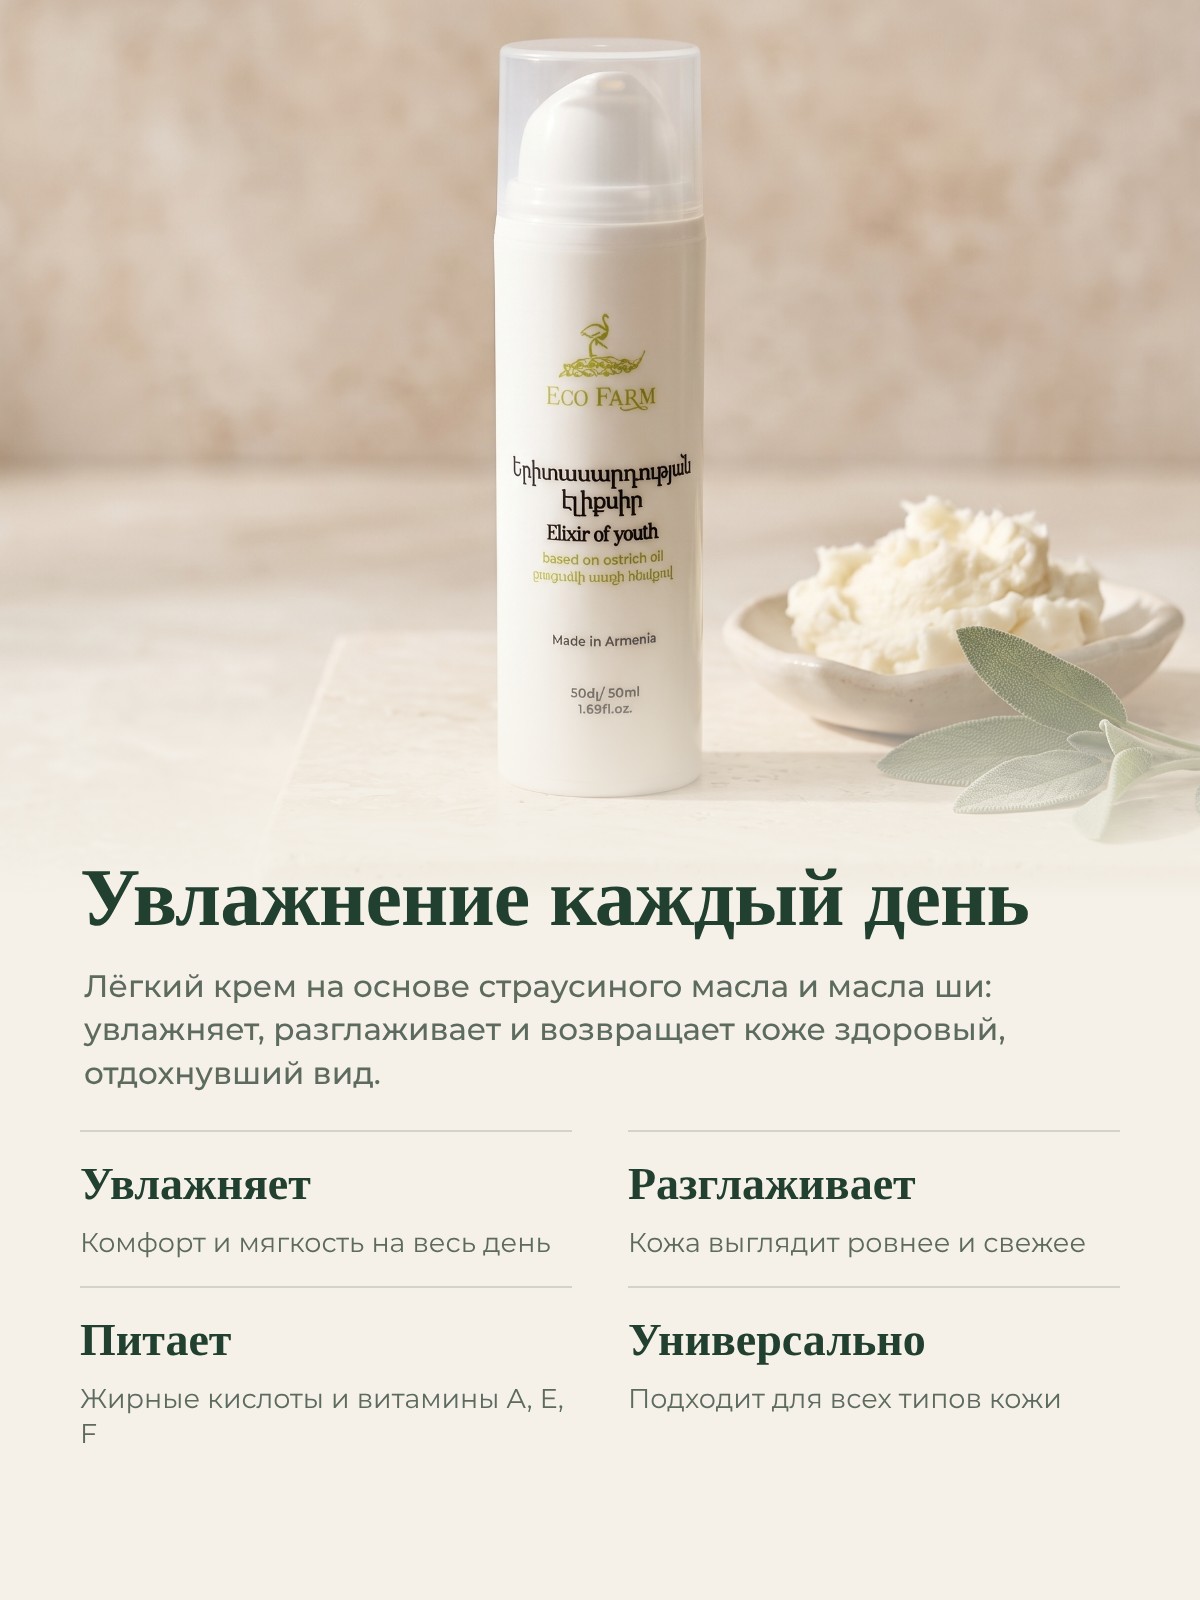 Eco Farm
երիտասարդության
էլիքսիր
Elixir of youth
based on ostrich oil
Made in Armenia
50մլ/ 50ml
1.69fl.oz.
Увлажнение каждый день
Лёгкий крем на основе страусиного масла и масла ши:
увлажняет, разглаживает и возвращает коже здоровый,
отдохнувший вид.
Увлажняет
Комфорт и мягкость на весь день
Разглаживает
Кожа выглядит ровнее и свежее
Питает
Жирные кислоты и витамины A, E,
F
Универсально
Подходит для всех типов кожи